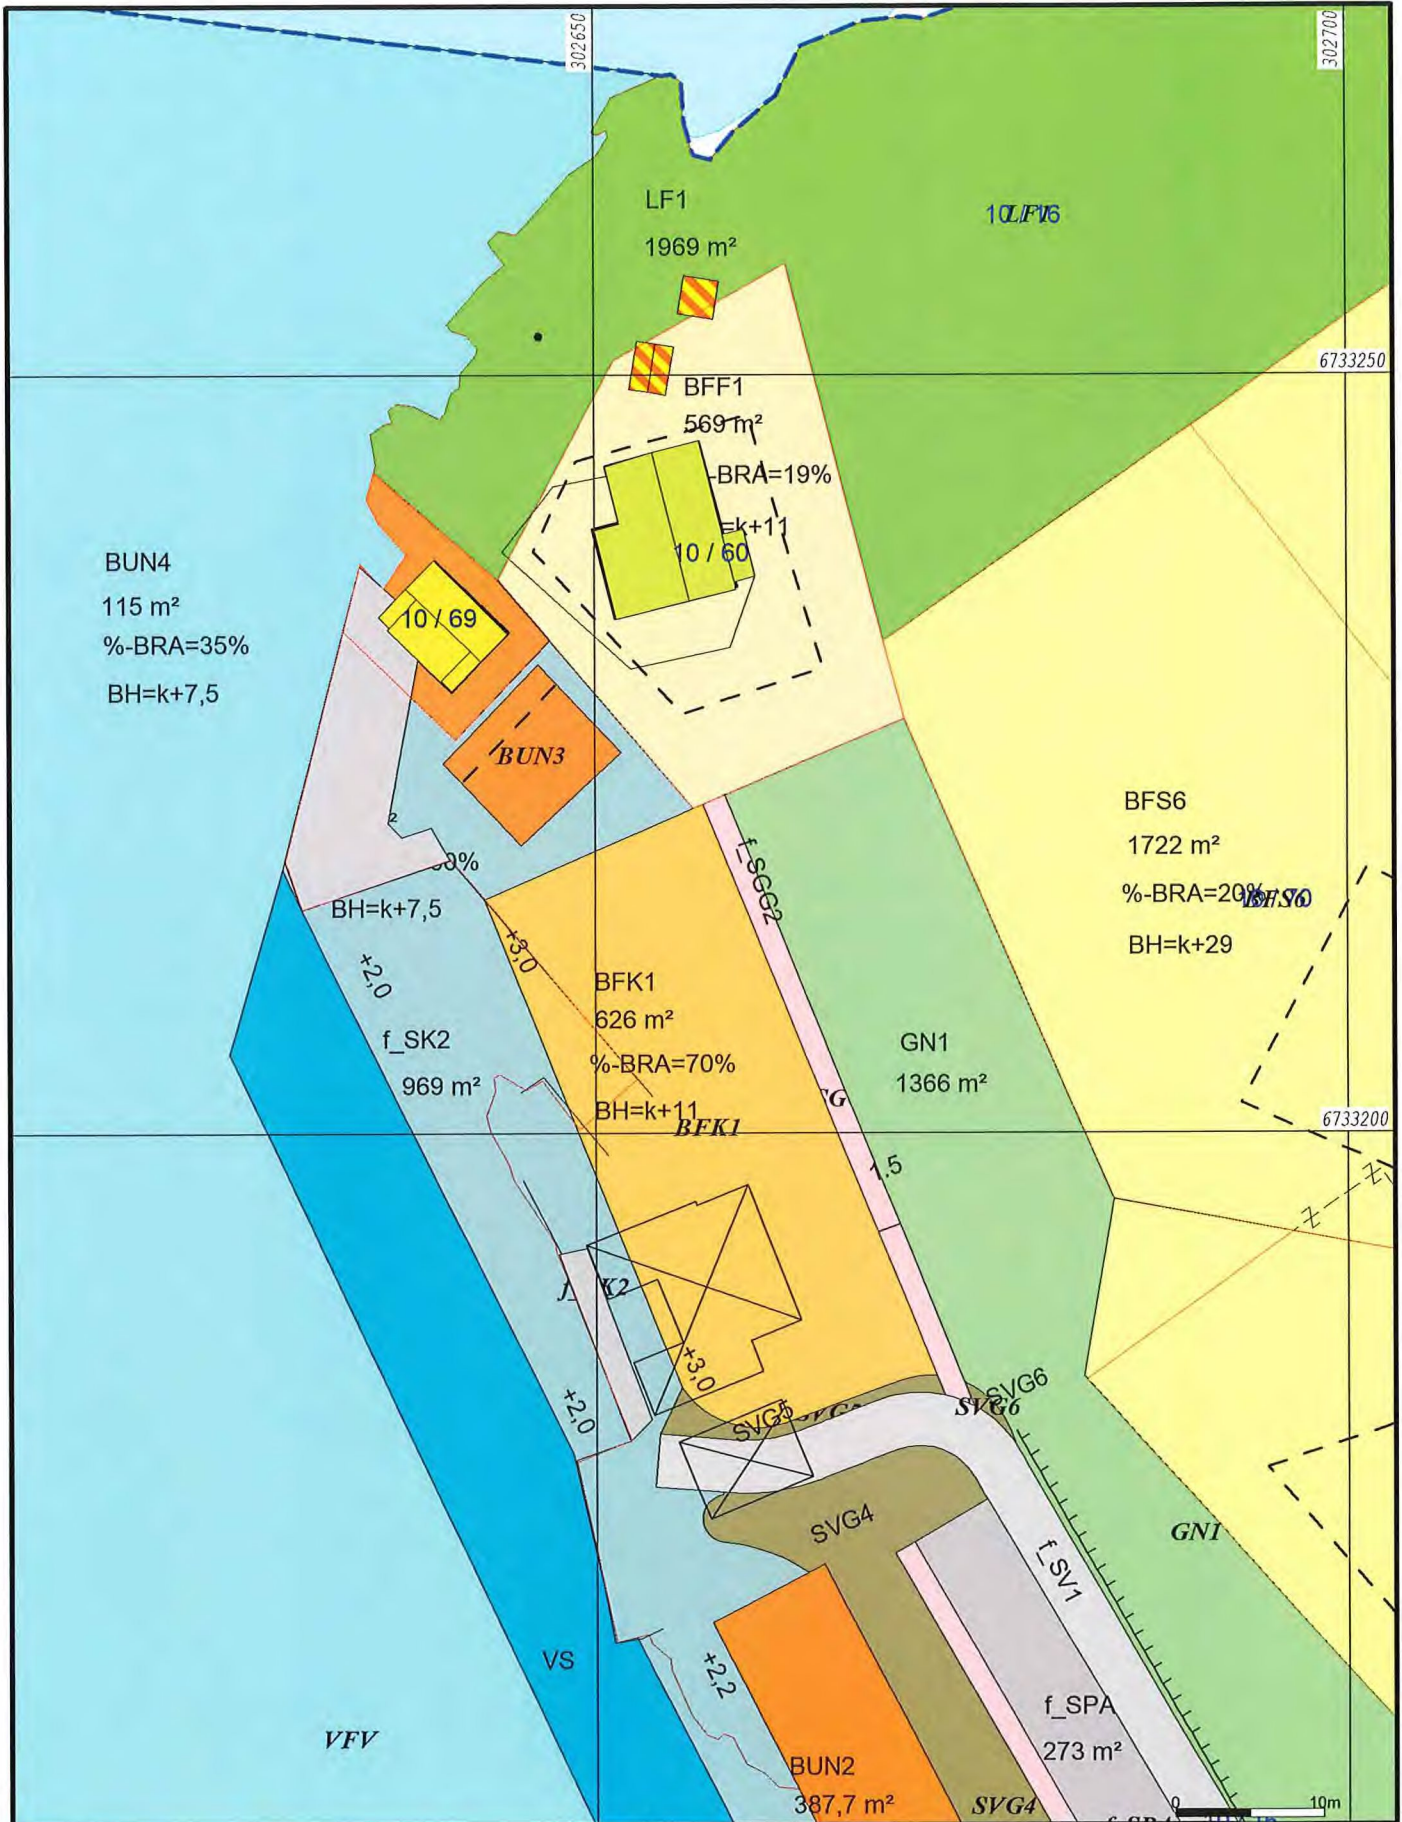 302650
302700
LF1
1969 m²
LF1
6733250
BFF1
569 m²
-BRA=19%
=k+11
10 / 60
BUN4
115 m²
%-BRA=35%
BH=k+7,5
10 / 69
BUN3
BFS6
1722 m²
%-BRA=20%
BFS6
BH=k+29
²
0%
BH=k+7,5
f_SGG2
+3,0
+2,0
BFK1
626 m²
%-BRA=70%
BH=k+11
BFK1
f_SK2
969 m²
GN1
1366 m²
G
6733200
1.5
K2
+3,0
+2,0
SVG5
SVG6
SVG6
SVG4
GN1
f_SV1
VS
+2,2
f_SPA
273 m²
VFV
BUN2
387,7 m²
SVG4
0
10m